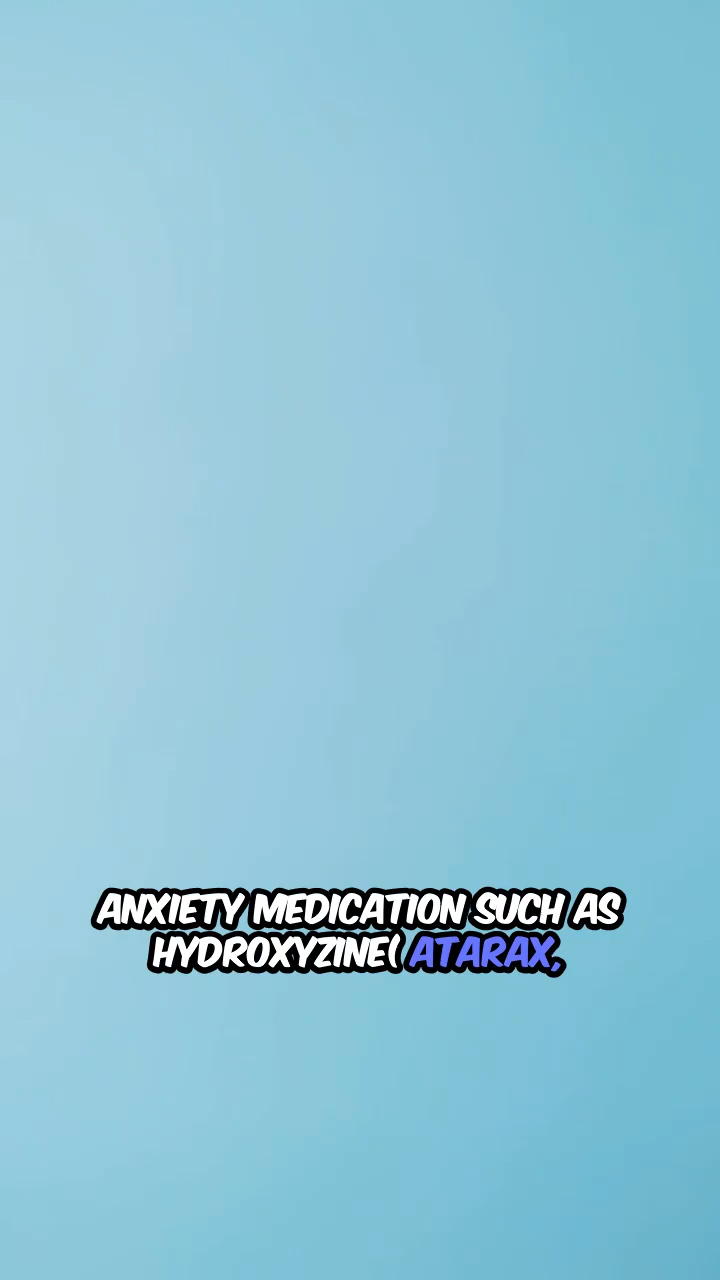 ANXIETY MEDICATION SUCH AS
HYDROXYZINE( ATARAX,